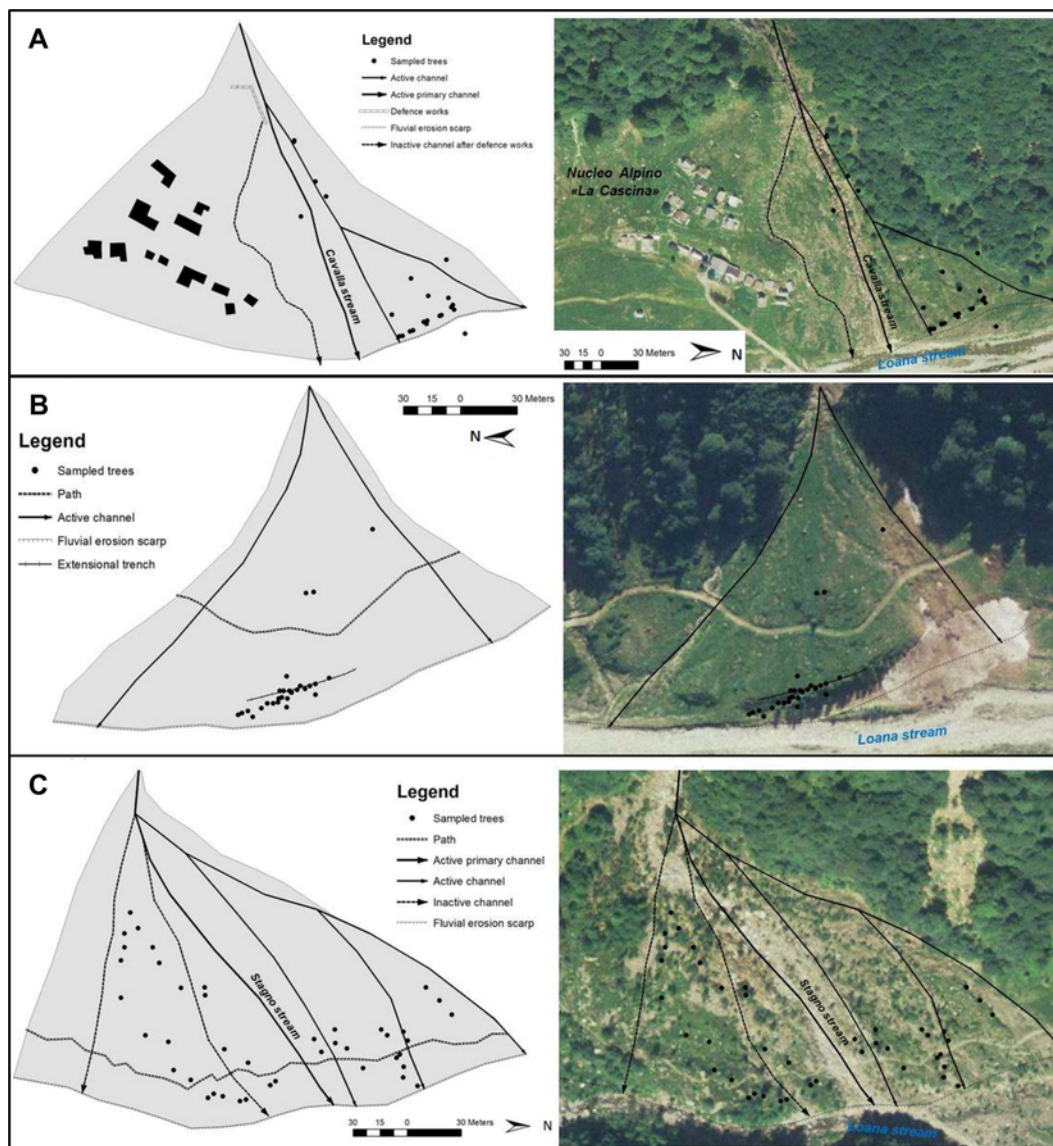 A
Legend
Sampled trees
Active channel
Active primary channel
Defence works
Fluvial erosion scarp
Inactive channel after defence works
Cavalla stream
Nucleo Alpino
«La Cascina»
Cavalla stream
Loana stream
30 15 0 30 Meters
N
B
30 15 0 30 Meters
N
Legend
Sampled trees
Path
Active channel
Fluvial erosion scarp
Extensional trench
Loana stream
C
Legend
Sampled trees
Path
Active primary channel
Active channel
Inactive channel
Fluvial erosion scarp
Stagno stream
30 15 0 30 Meters
N
Stagno stream
Loana stream